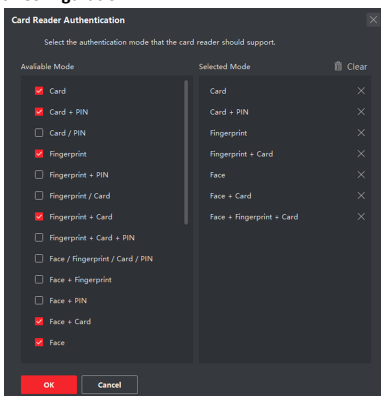 Card Reader Authentication
Select the authentication mode that the card reader should support.
Avaliable Mode
Selected Mode
Clear
Card
Card + PIN
Card / PIN
Fingerprint
Fingerprint + PIN
Fingerprint / Card
Fingerprint + Card
Fingerprint + Card + PIN
Face / Fingerprint / Card / PIN
Face + Fingerprint
Face + PIN
Face + Card
Face
Card
Card + PIN
Fingerprint
Fingerprint + Card
Face
Face + Card
Face + Fingerprint + Card
OK
Cancel